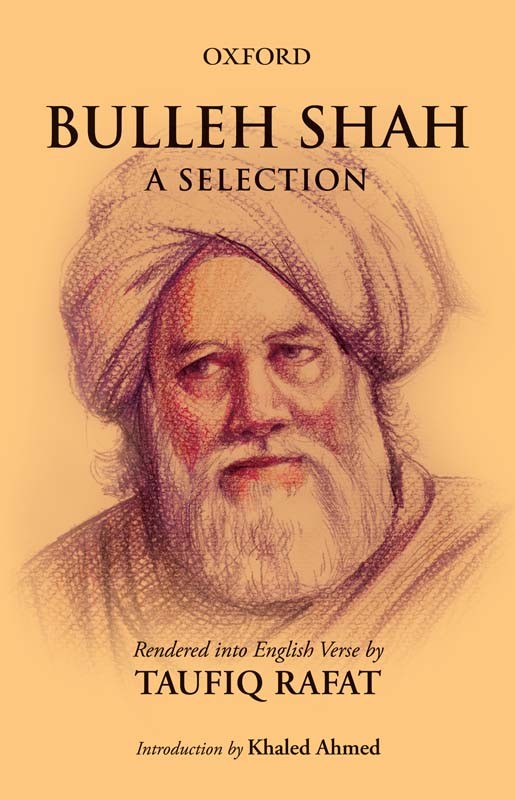 OXFORD
BULLEH SHAH
A SELECTION
Rendered into English Verse by
TAUFIQ RAFAT
Introduction by Khaled Ahmed